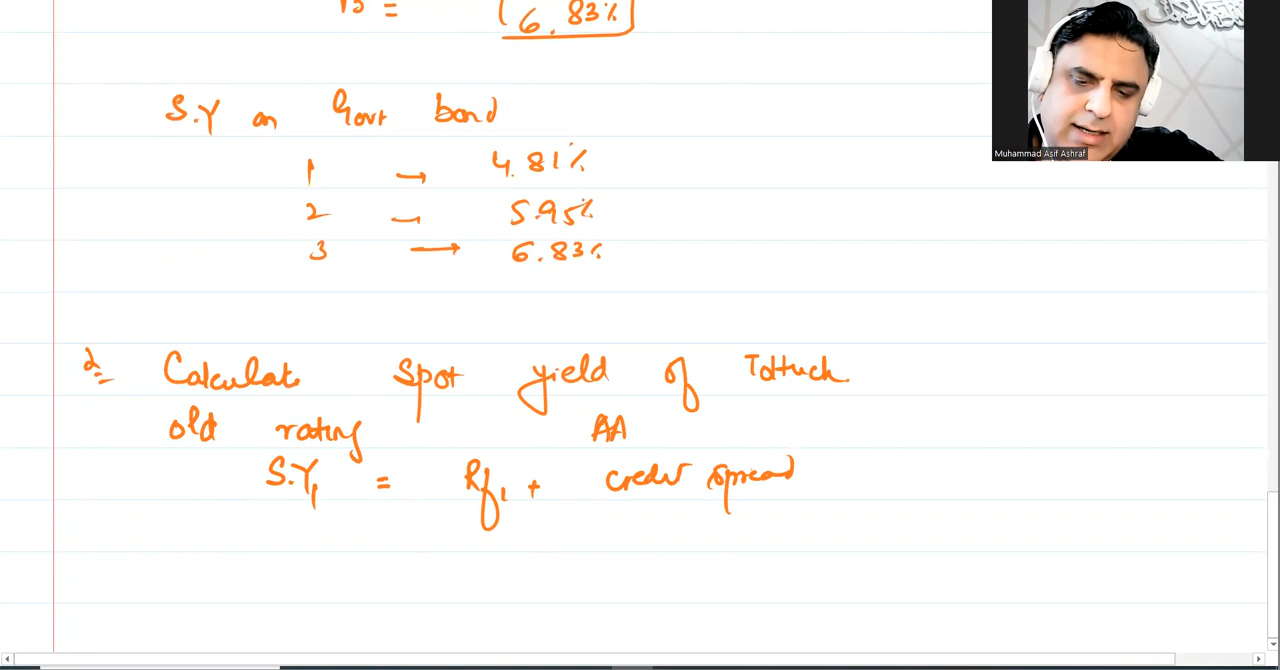 6.83%
S.Y on Govt bond
1 → 4.81%
2 → 5.95%
3 → 6.83%
Muhammad Asif Ashraf
2= Calculate Spot yield of Tottuck
old rating AA
S.Y1 = Rf1 + credit spread